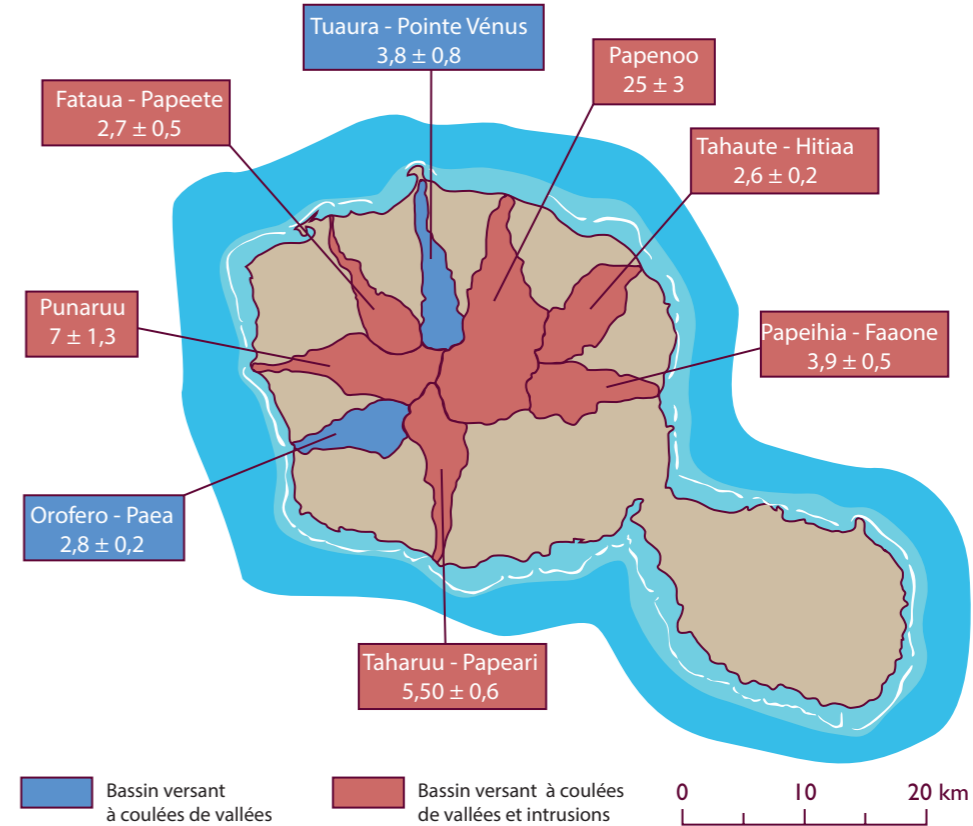 Tuaura - Pointe Vénus
3,8 ± 0,8
Papenoo
25 ± 3
Fataua - Papeete
2,7 ± 0,5
Tahaute - Hitiaa
2,6 ± 0,2
Punaruu
7 ± 1,3
Papeihia - Faaone
3,9 ± 0,5
Orofero - Paea
2,8 ± 0,2
Taharuu - Papeari
5,50 ± 0,6
Bassin versant
à coulées de vallées
Bassin versant à coulées
de vallées et intrusions
0 10 20 km